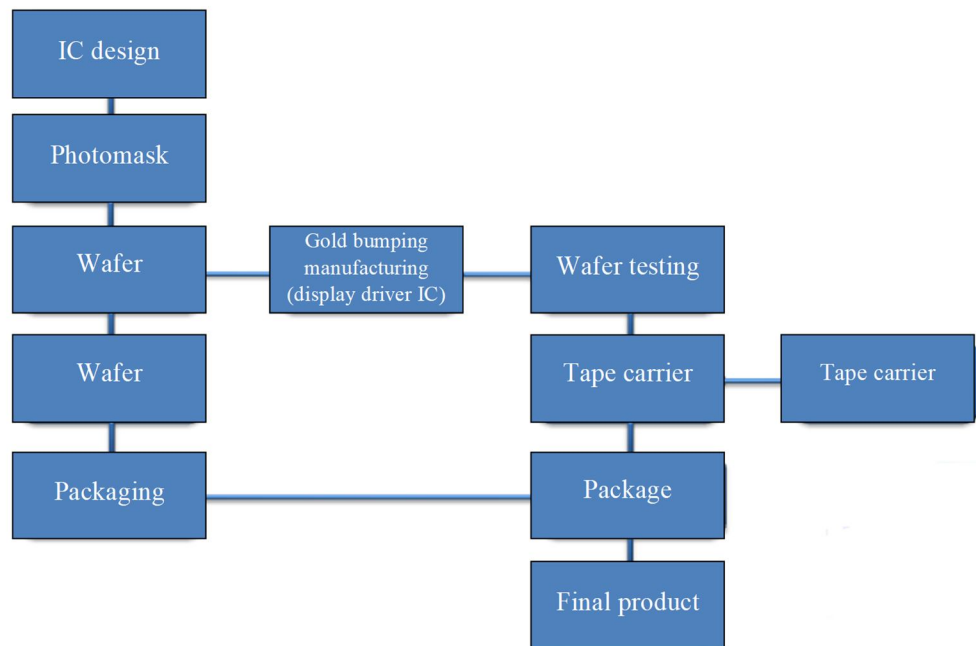 IC design
Photomask
Wafer
Gold bumping
manufacturing
(display driver IC)
Wafer testing
Wafer
Tape carrier
Tape carrier
Packaging
Package
Final product